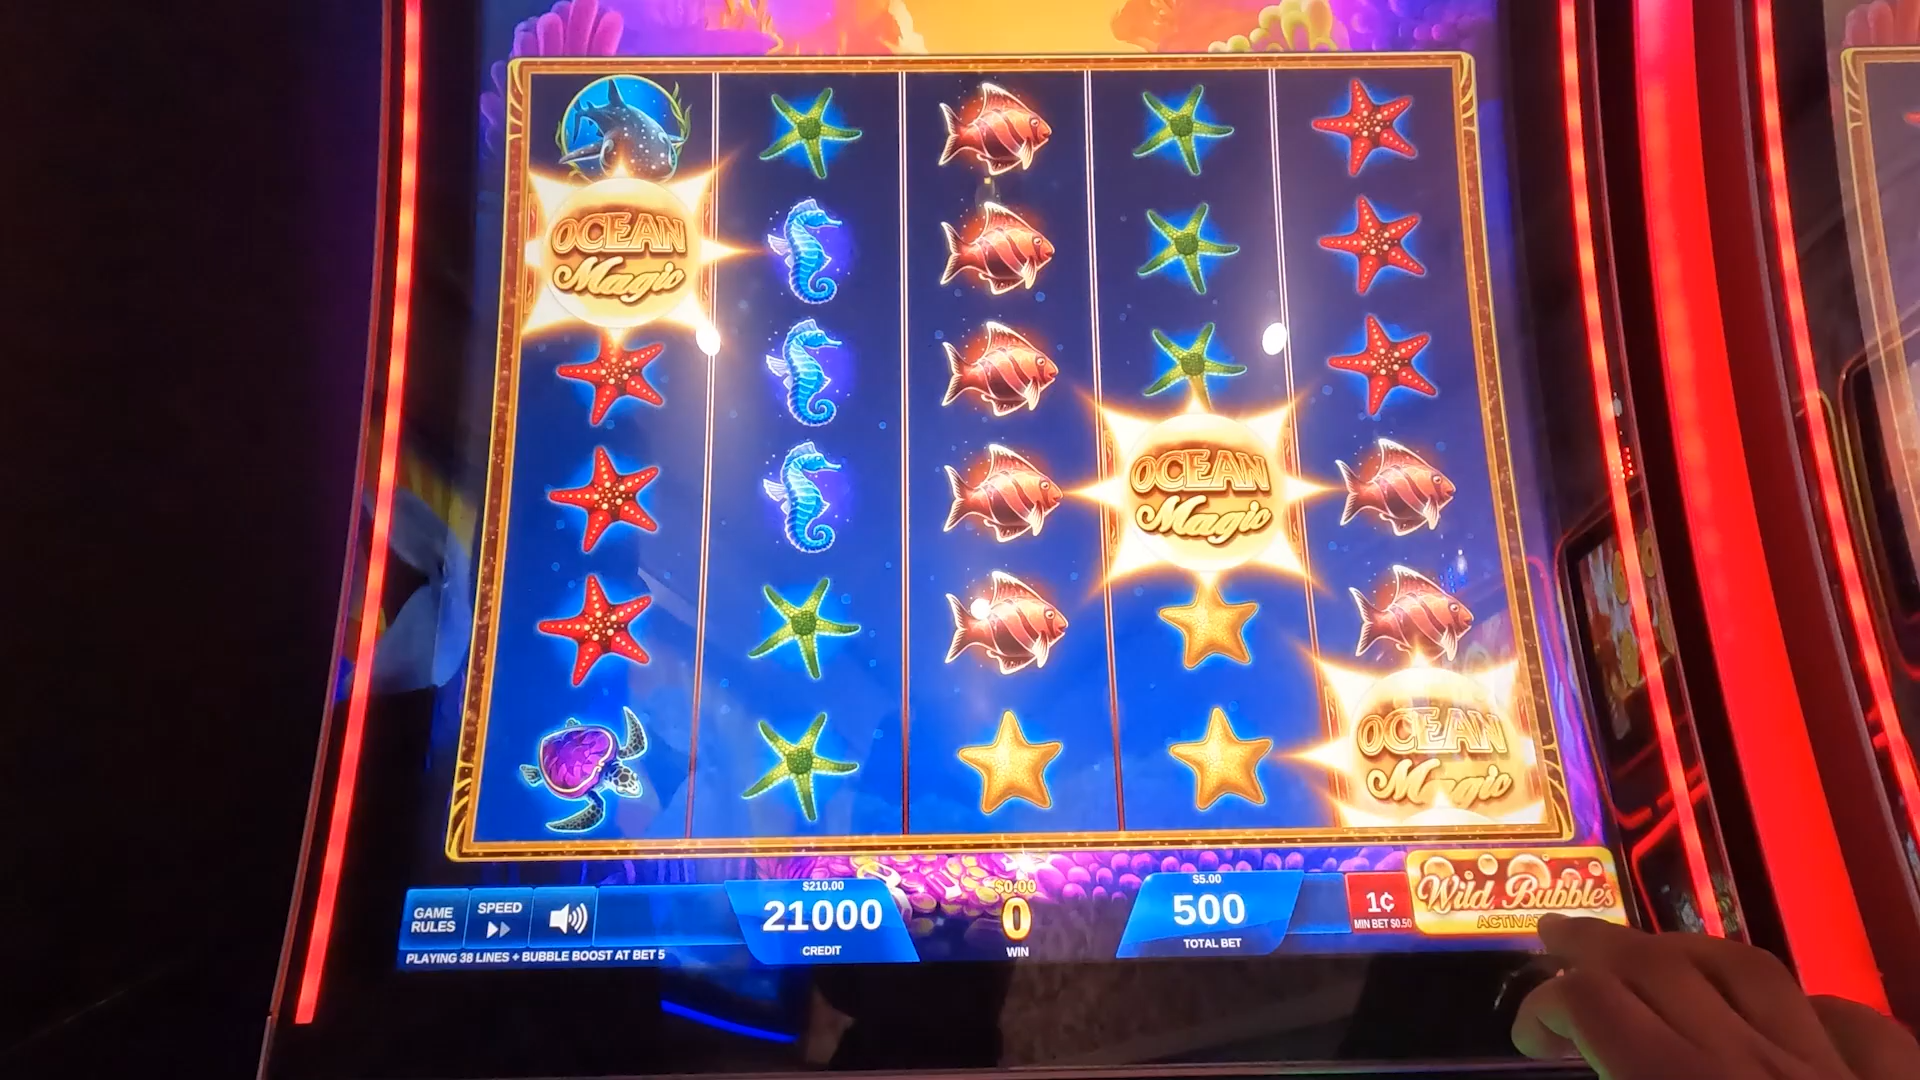 OCEAN
Magic
OCEAN
Magic
OCEAN
Magic
GAME
RULES
SPEED
$210.00
21000
CREDIT
$0.00
0
WIN
$5.00
500
TOTAL BET
1¢
MIN BET $0.50
Wild Bubbles
PLAYING 38 LINES + BUBBLE BOOST AT BET 5